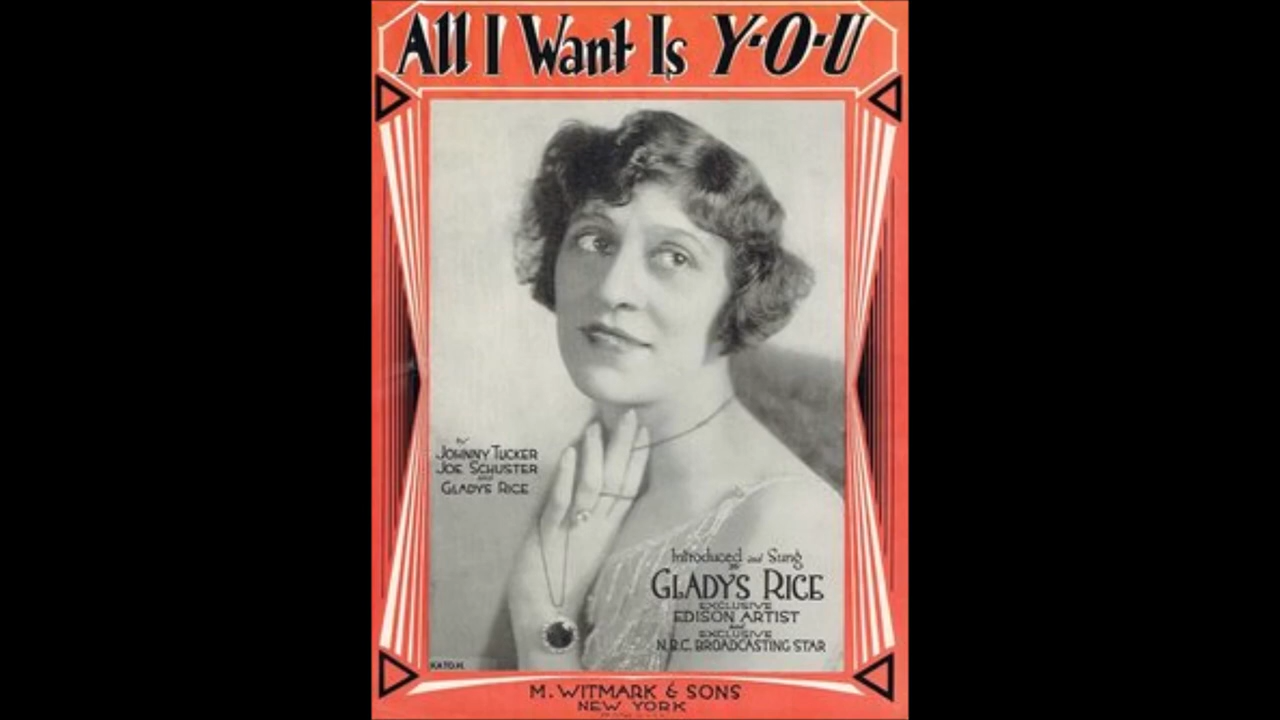 All I Want Is Y-O-U
by
JOHNNY TUCKER
JOE SCHUSTER
and
GLADYS RICE
Introduced and Sung
by
GLADYS RICE
EXCLUSIVE
EDISON ARTIST
and
EXCLUSIVE
N.B.C. BROADCASTING STAR
KATOH.
M. WITMARK & SONS
NEW YORK